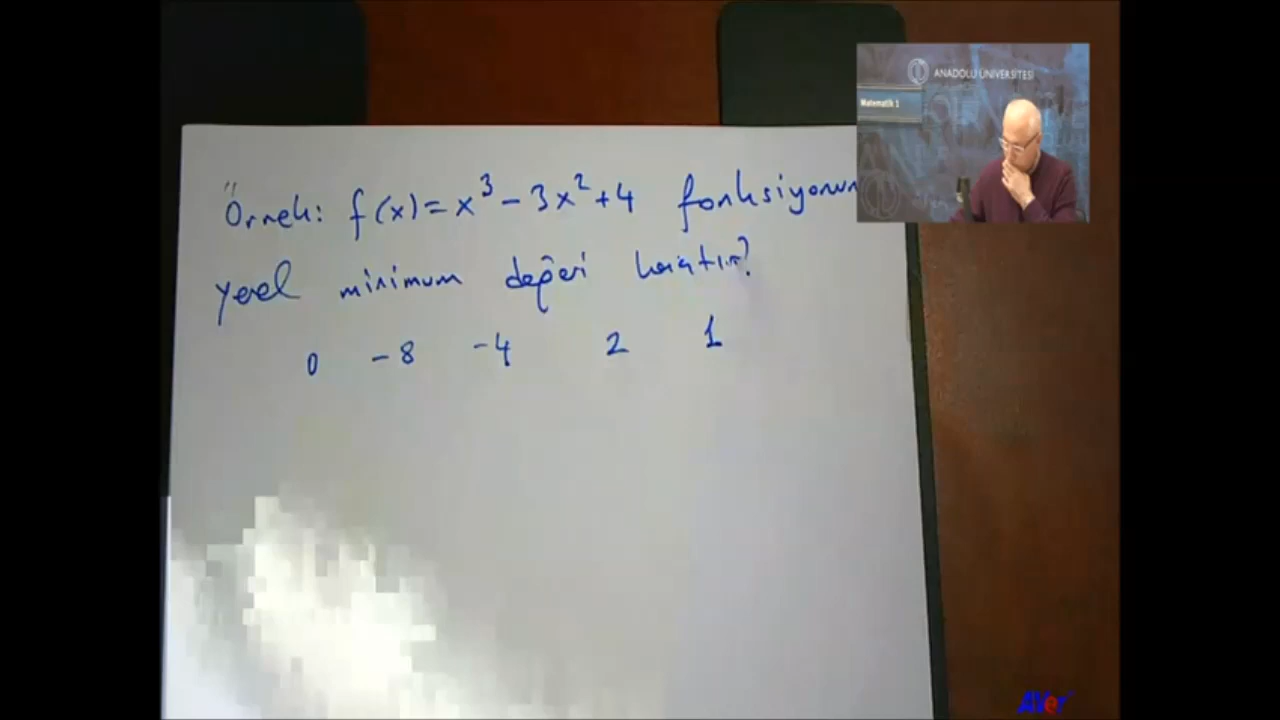 Örnek: f(x) = x³ - 3x² + 4 fonksiyonun
yerel minimum değeri kaçtır?
0 -8 -4 2 1
ANADOLU ÜNİVERSİTESİ
Matematik 1
AVer